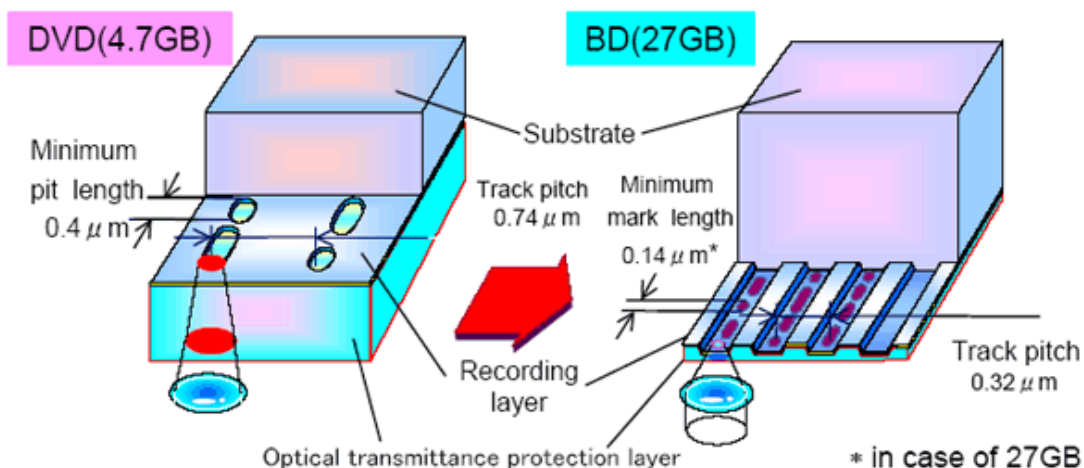 DVD(4.7GB)
BD(27GB)
Substrate
Minimum
pit length
0.4 μm
Track pitch
0.74 μm
Minimum
mark length
0.14 μm*
Track pitch
0.32 μm
Recording
layer
Optical transmittance protection layer
* in case of 27GB